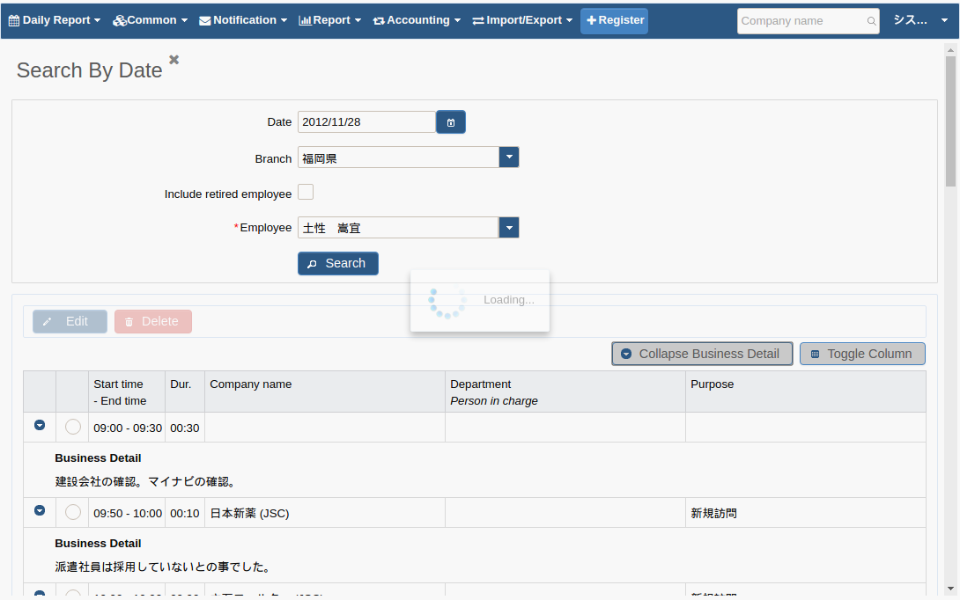 Daily Report Common Notification Report Accounting Import/Export Register Company name シス...
Search By Date
Date 2012/11/28
Branch 福岡県
Include retired employee
*Employee 土性　嵩宜
Search
Loading...
Edit Delete
Collapse Business Detail Toggle Column
Start time Dur. Company name Department Purpose
- End time Person in charge
09:00 - 09:30 00:30
Business Detail
建設会社の確認。マイナビの確認。
09:50 - 10:00 00:10 日本新薬 (JSC) 新規訪問
Business Detail
派遣社員は採用していないとの事でした。